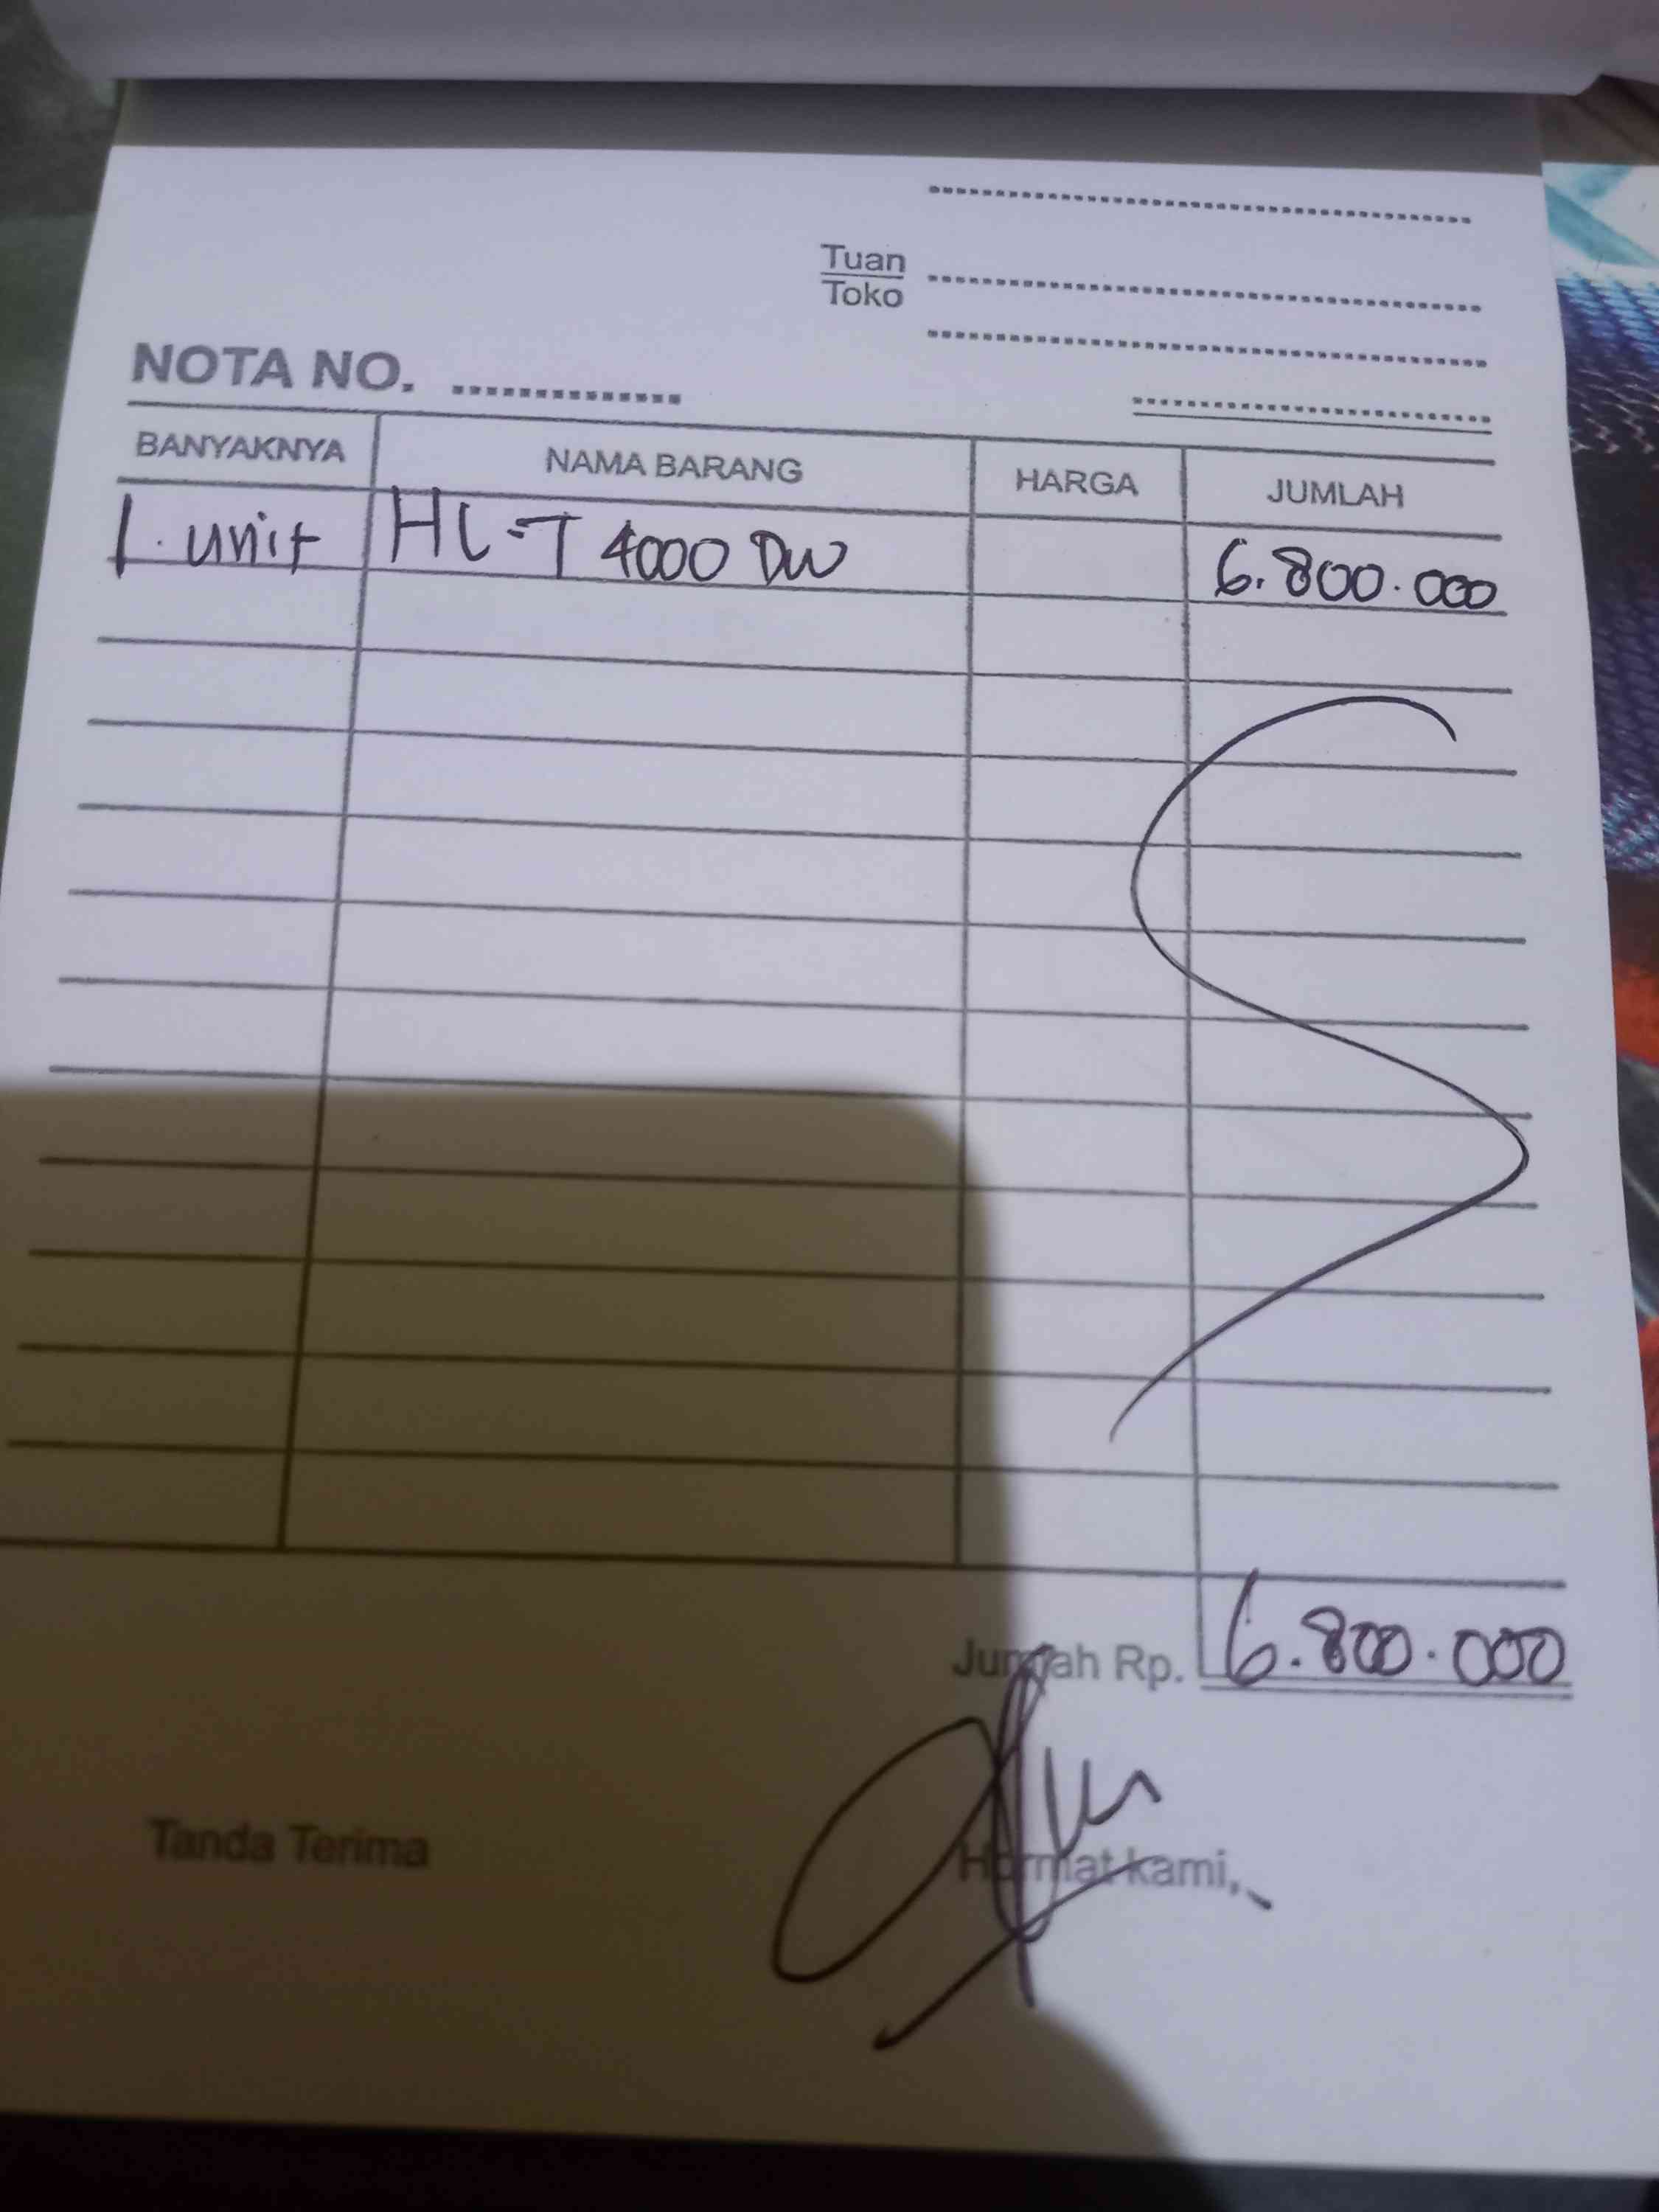 Tuan
Toko
NOTA NO.
BANYAKNYA NAMA BARANG HARGA JUMLAH
1. unit HL-T 4000 DW 6.800.000
Jumlah Rp. 6.800.000
Tanda Terima Hormat kami,